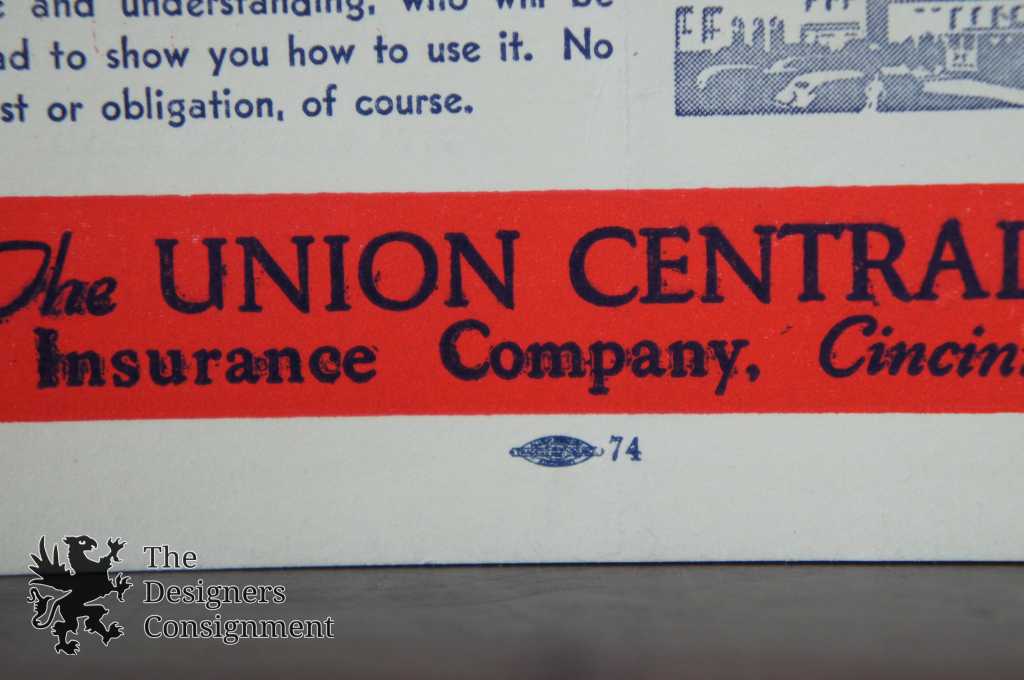 and understanding, who will be
ad to show you how to use it. No
st or obligation, of course.
The UNION CENTRAL
Insurance Company, Cincin
74
The
Designers
Consignment